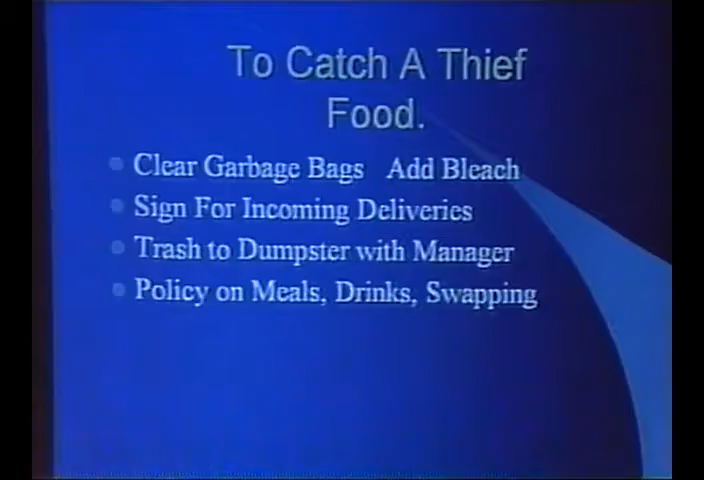 To Catch A Thief
Food.
Clear Garbage Bags Add Bleach
Sign For Incoming Deliveries
Trash to Dumpster with Manager
Policy on Meals, Drinks, Swapping